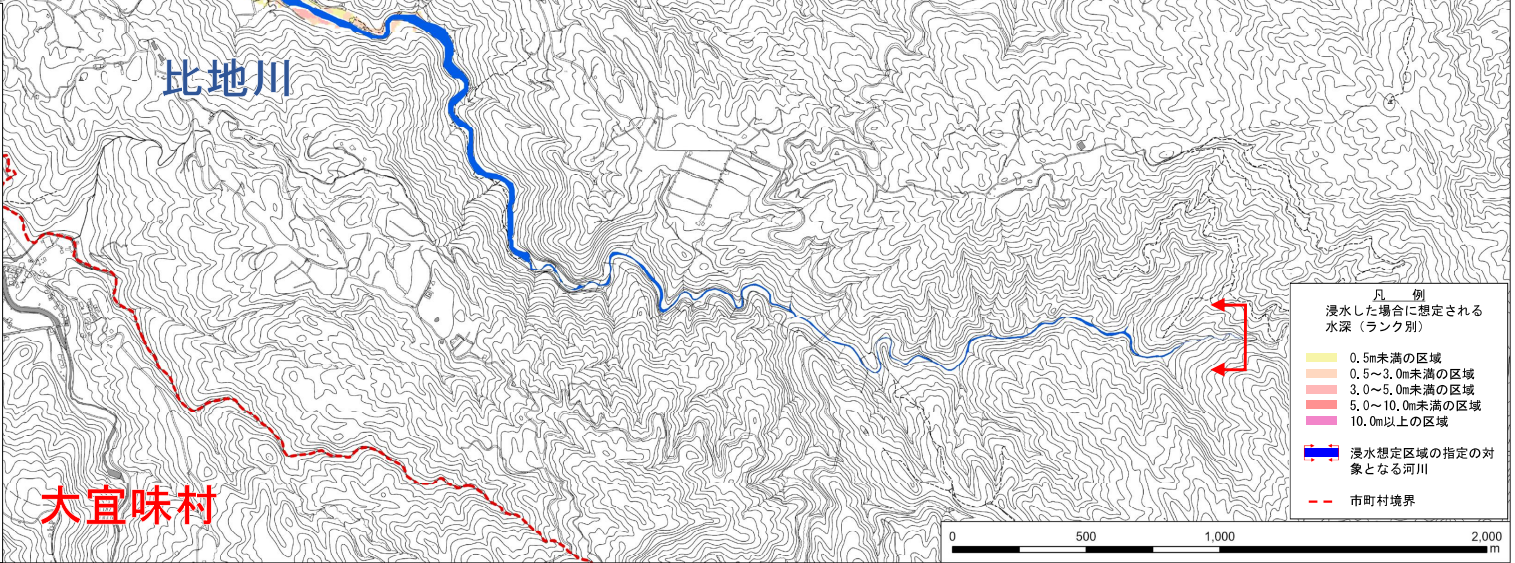 比地川
大宜味村
凡 例
浸水した場合に想定される
水深（ランク別）
0.5m未満の区域
0.5～3.0m未満の区域
3.0～5.0m未満の区域
5.0～10.0m未満の区域
10.0m以上の区域
浸水想定区域の指定の対
象となる河川
市町村境界
0 500 1,000 2,000
m